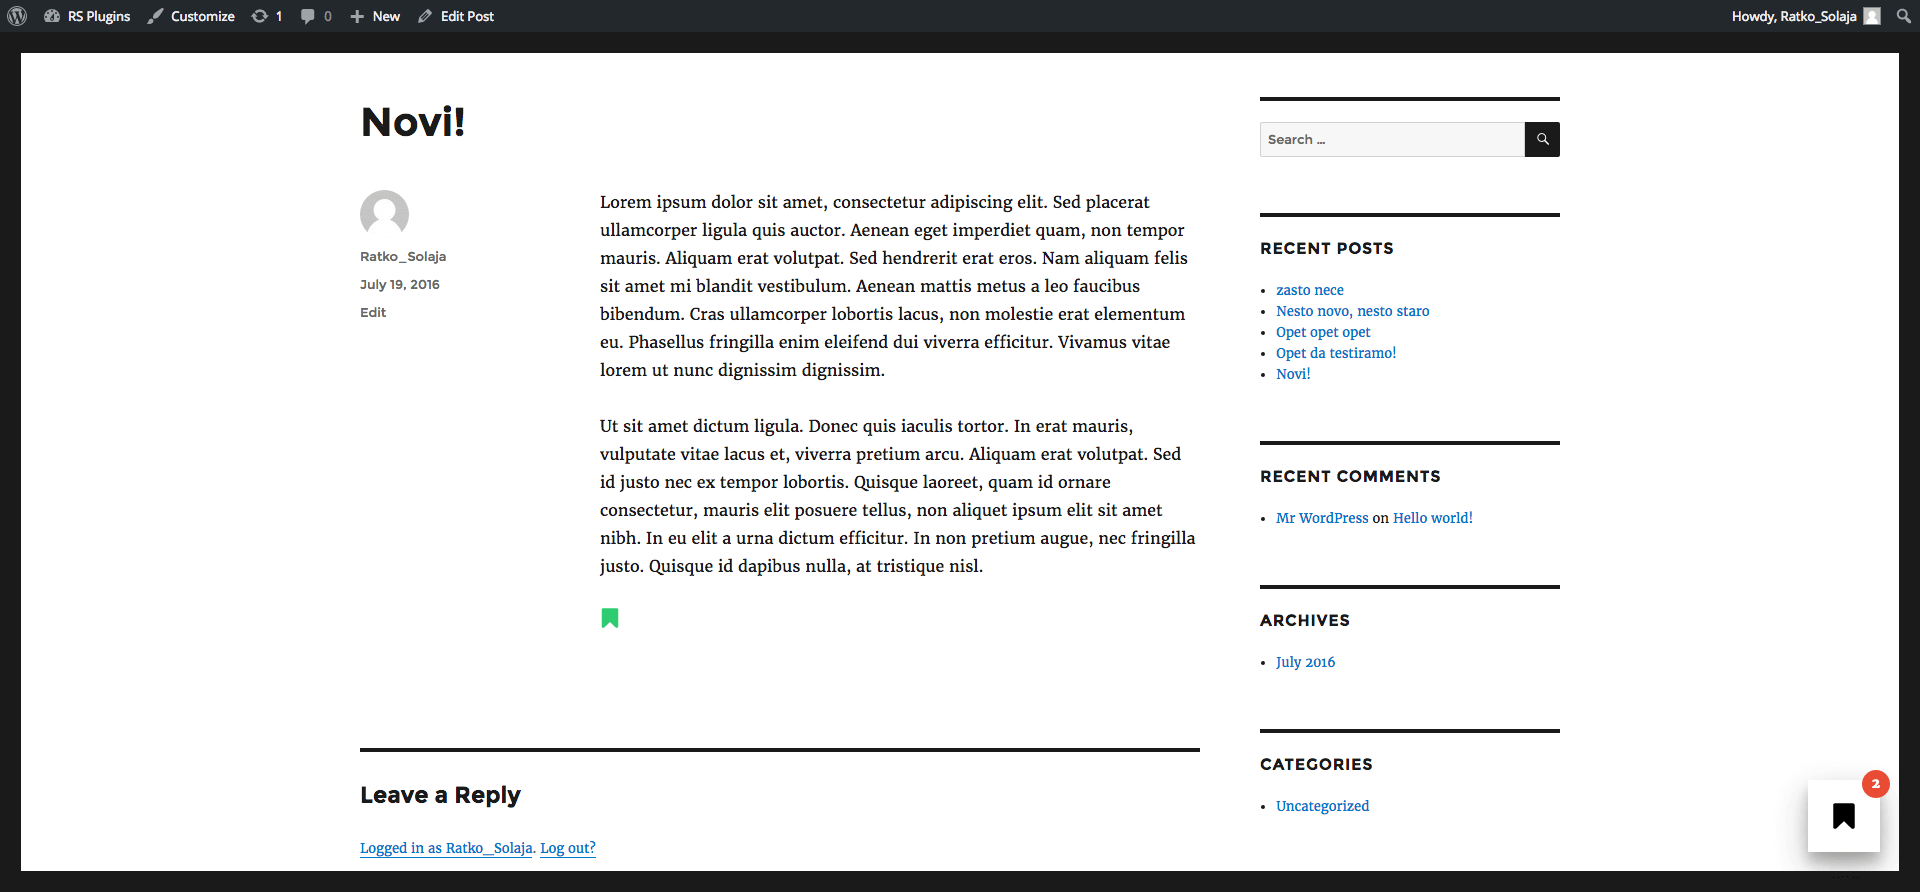 RS Plugins Customize 1 0 New Edit Post Howdy, Ratko_Solaja
Novi!
Ratko_Solaja
July 19, 2016
Edit
Lorem ipsum dolor sit amet, consectetur adipiscing elit. Sed placerat
ullamcorper ligula quis auctor. Aenean eget imperdiet quam, non tempor
mauris. Aliquam erat volutpat. Sed hendrerit erat eros. Nam aliquam felis
sit amet mi blandit vestibulum. Aenean mattis metus a leo faucibus
bibendum. Cras ullamcorper lobortis lacus, non molestie erat elementum
eu. Phasellus fringilla enim eleifend dui viverra efficitur. Vivamus vitae
lorem ut nunc dignissim dignissim.
Ut sit amet dictum ligula. Donec quis iaculis tortor. In erat mauris,
vulputate vitae lacus et, viverra pretium arcu. Aliquam erat volutpat. Sed
id justo nec ex tempor lobortis. Quisque laoreet, quam id ornare
consectetur, mauris elit posuere tellus, non aliquet ipsum elit sit amet
nibh. In eu elit a urna dictum efficitur. In non pretium augue, nec fringilla
justo. Quisque id dapibus nulla, at tristique nisl.
Leave a Reply
Logged in as Ratko_Solaja. Log out?
Search ...
RECENT POSTS
zasto nece
Nesto novo, nesto staro
Opet opet opet
Opet da testiramo!
Novi!
RECENT COMMENTS
Mr WordPress on Hello world!
ARCHIVES
July 2016
CATEGORIES
Uncategorized
2